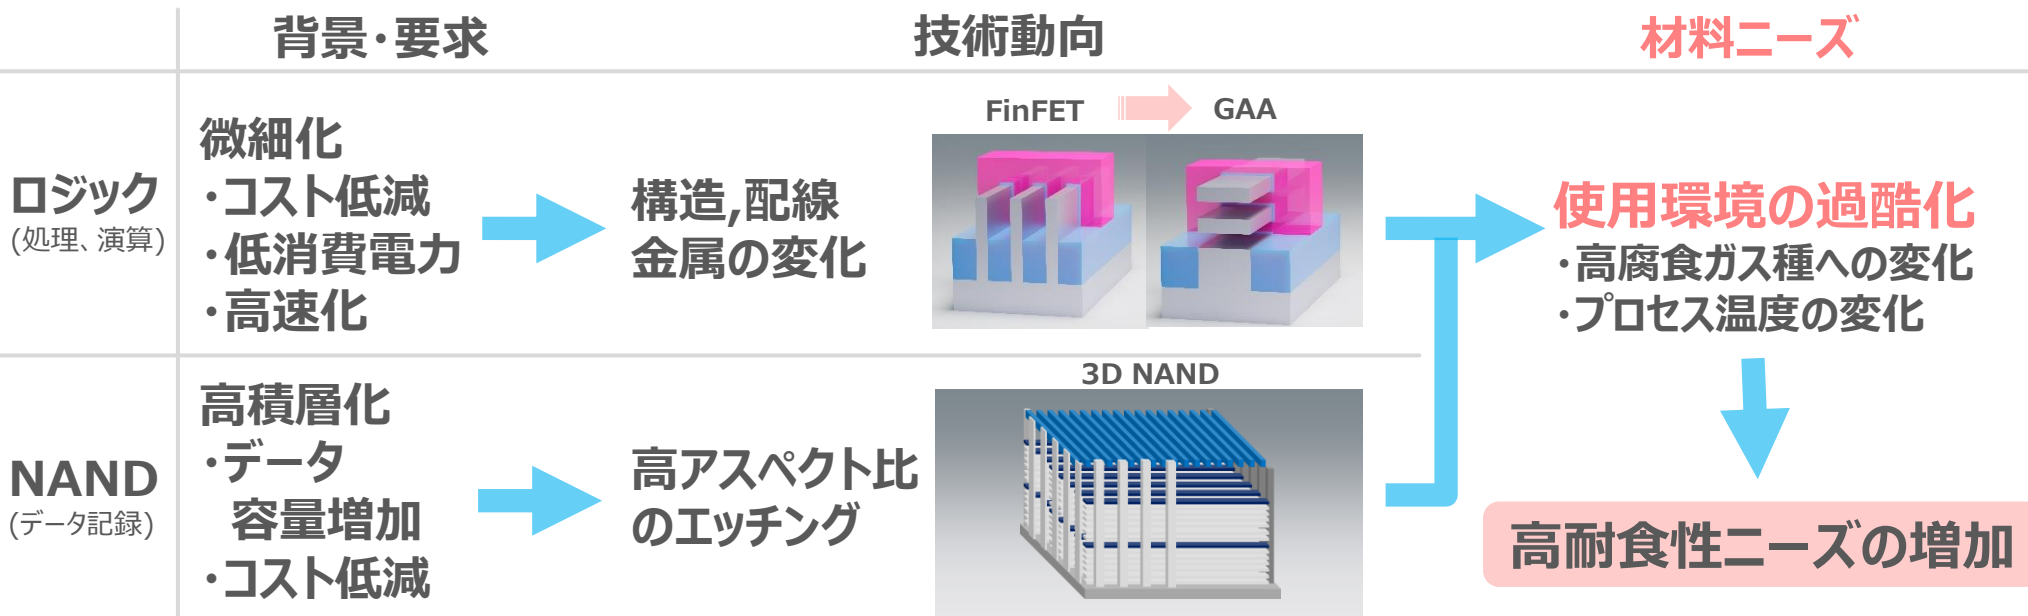 背景・要求
技術動向
材料ニーズ
ロジック
(処理、演算)
微細化
・コスト低減
・低消費電力
・高速化
構造,配線
金属の変化
FinFET
GAA
使用環境の過酷化
・高腐食ガス種への変化
・プロセス温度の変化
NAND
(データ記録)
高積層化
・データ
容量増加
・コスト低減
高アスペクト比
のエッチング
3D NAND
高耐食性ニーズの増加